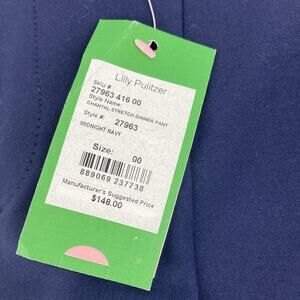 Lilly Pulitzer
SKU #:
27963 416 00
Style Name:
CHANTAL STRETCH DINNER PANT
Style #: 27963
MIDNIGHT NAVY
Size: 00
889069 237738
Manufacturer's Suggested Price
$148.00